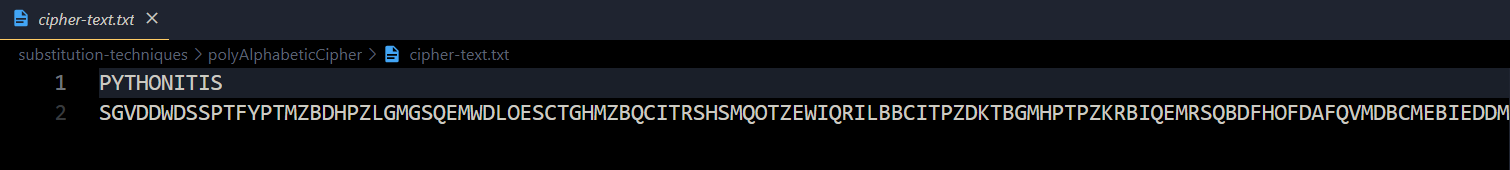 cipher-text.txt ×
substitution-techniques > polyAlphabeticCipher > cipher-text.txt
1 PYTHONITIS
2 SGVDDWDSSPTFYPTMZBDHPZLGMGSQEMWDLOESCTGHMZBQCITRSHSMQOTZEWIQRILBBCITPZDKTBGMHPTPZKRBIQEMRSQBDFHOFDAFQVMDBCMEBIEDDM